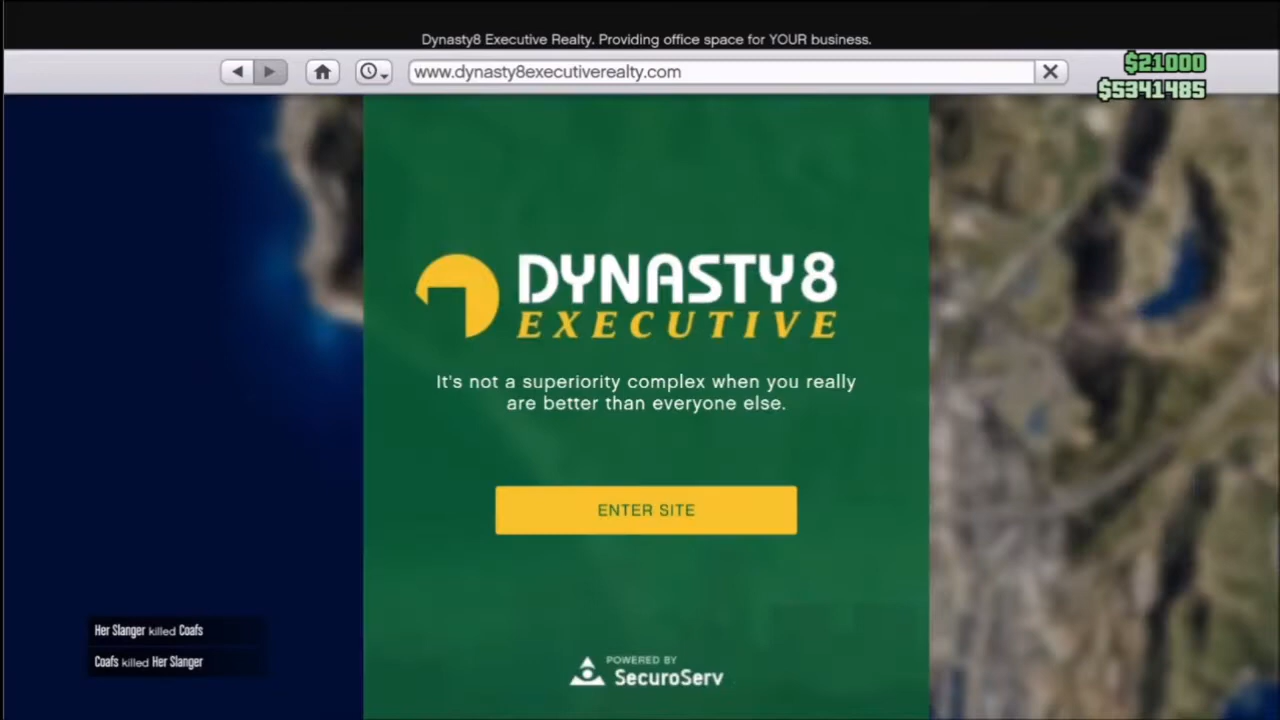 Dynasty8 Executive Realty. Providing office space for YOUR business.
www.dynasty8executiverealty.com
$21000
$5341485
DYNASTY8
EXECUTIVE
It's not a superiority complex when you really
are better than everyone else.
ENTER SITE
Her Slanger killed Coafs
Coafs killed Her Slanger
POWERED BY
SecuroServ